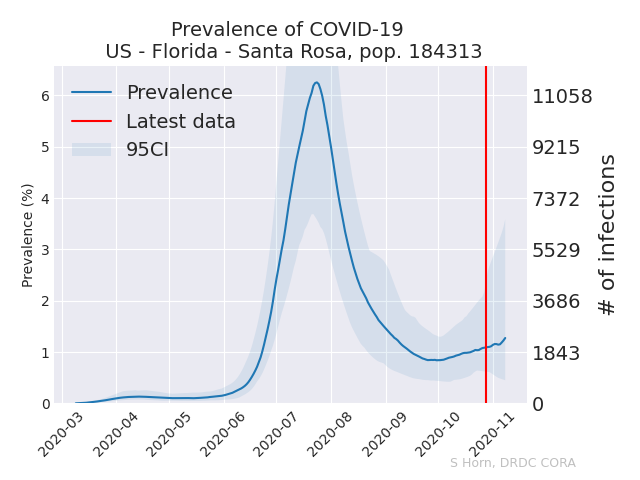 Prevalence of COVID-19
US - Florida - Santa Rosa, pop. 184313
Prevalence
Latest data
95CI
Prevalence (%)
6
5
4
3
2
1
0
11058
9215
7372
5529
3686
1843
0
# of infections
2020-03
2020-04
2020-05
2020-06
2020-07
2020-08
2020-09
2020-10
2020-11
S Horn, DRDC CORA